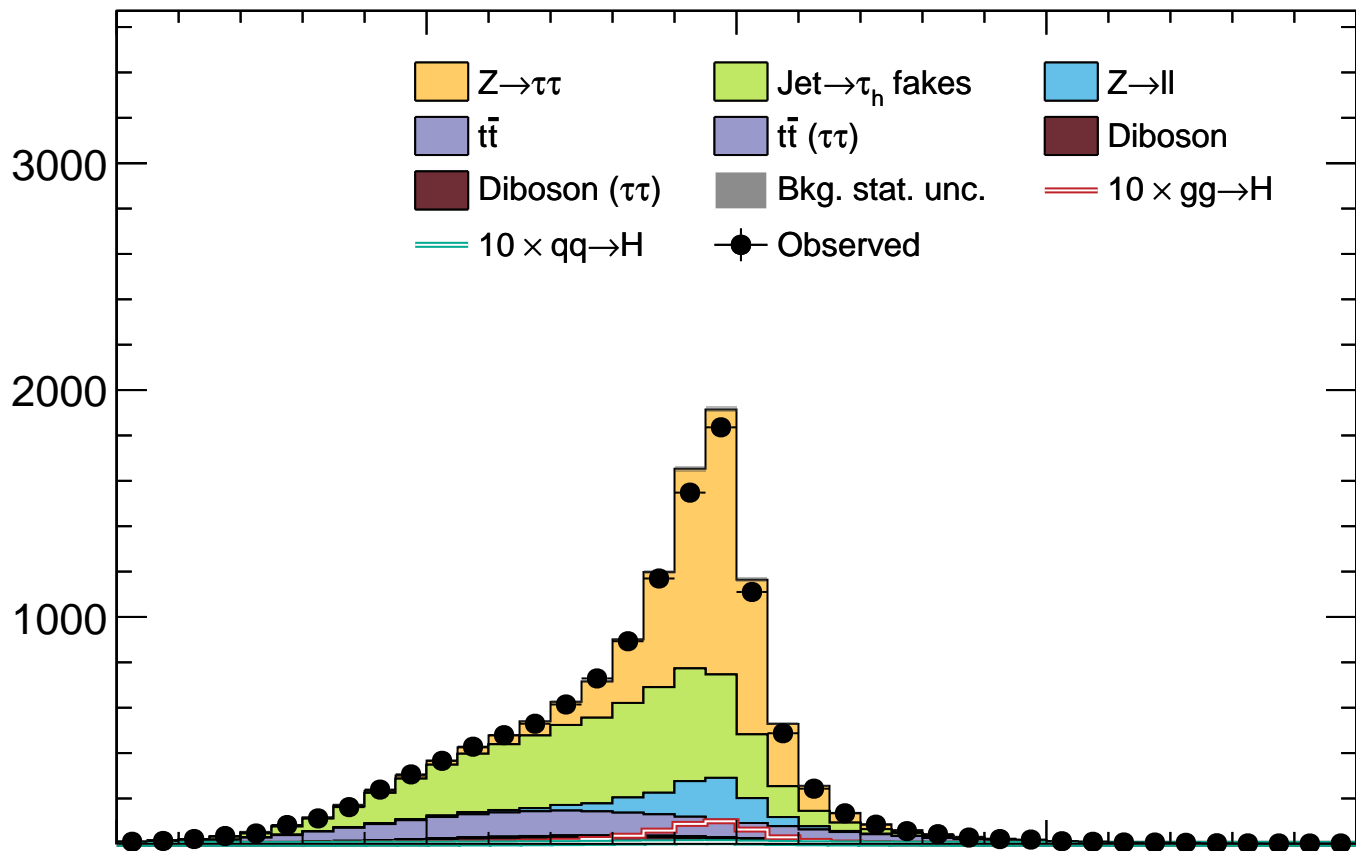 Z→ττ Jet→τh fakes Z→ll
tt̄ tt̄ (ττ) Diboson
3000
Diboson (ττ) Bkg. stat. unc. 10 × gg→H
10 × qq→H Observed
2000
1000